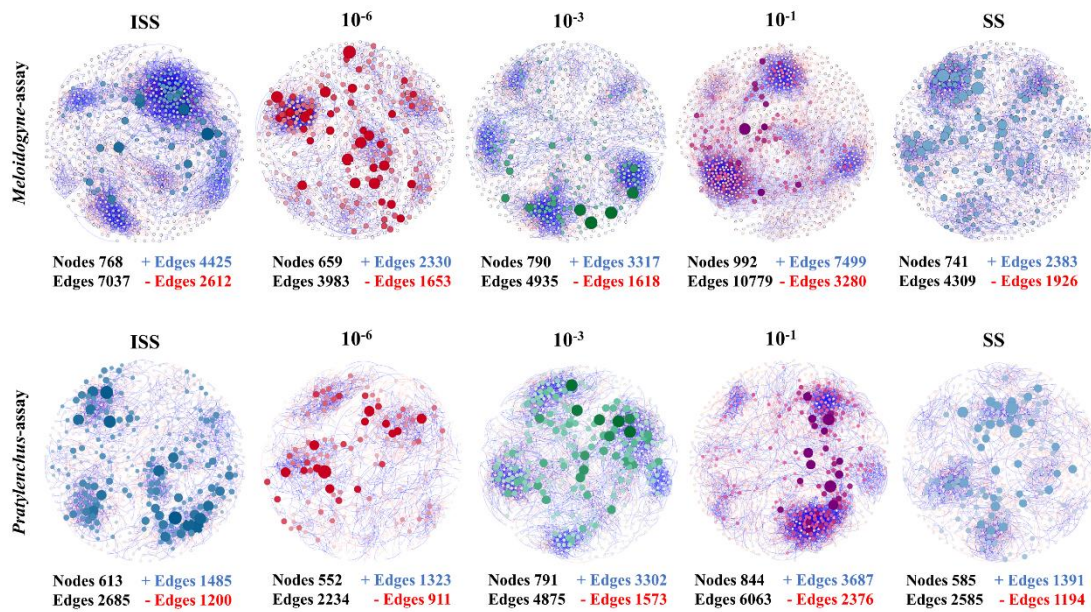 ISS 10⁻⁶ 10⁻³ 10⁻¹ SS
Meloidogyne-assay
Nodes 768 + Edges 4425 Nodes 659 + Edges 2330 Nodes 790 + Edges 3317 Nodes 992 + Edges 7499 Nodes 741 + Edges 2383
Edges 7037 - Edges 2612 Edges 3983 - Edges 1653 Edges 4935 - Edges 1618 Edges 10779 - Edges 3280 Edges 4309 - Edges 1926
ISS 10⁻⁶ 10⁻³ 10⁻¹ SS
Pratylenchus-assay
Nodes 613 + Edges 1485 Nodes 552 + Edges 1323 Nodes 791 + Edges 3302 Nodes 844 + Edges 3687 Nodes 585 + Edges 1391
Edges 2685 - Edges 1200 Edges 2234 - Edges 911 Edges 4875 - Edges 1573 Edges 6063 - Edges 2376 Edges 2585 - Edges 1194